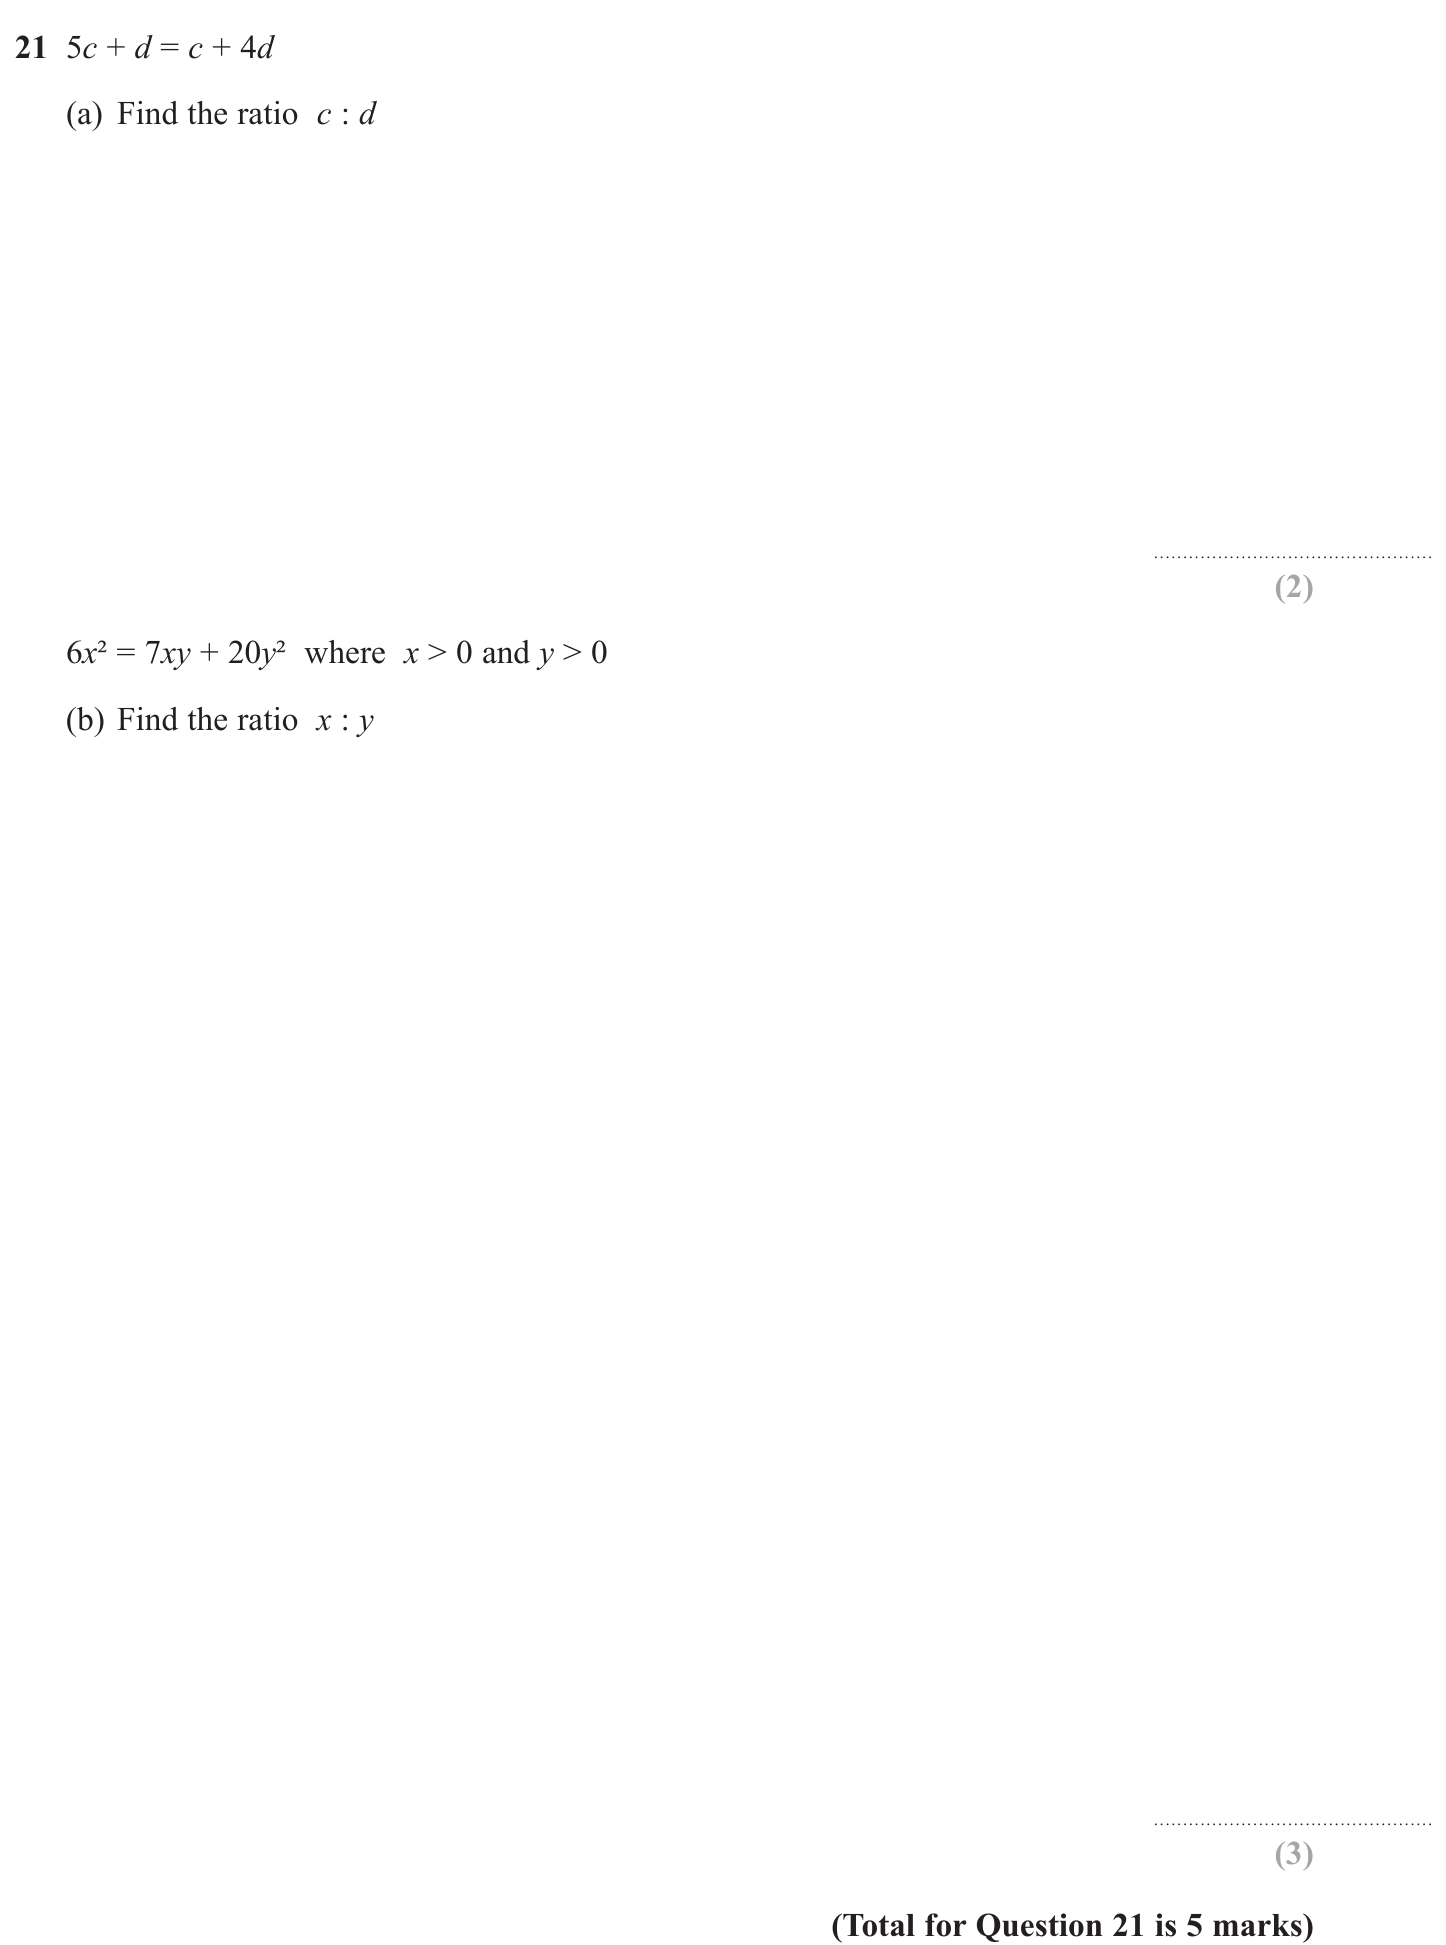 21 5c + d = c + 4d
(a) Find the ratio c : d
(2)
6x² = 7xy + 20y² where x > 0 and y > 0
(b) Find the ratio x : y
(3)
(Total for Question 21 is 5 marks)